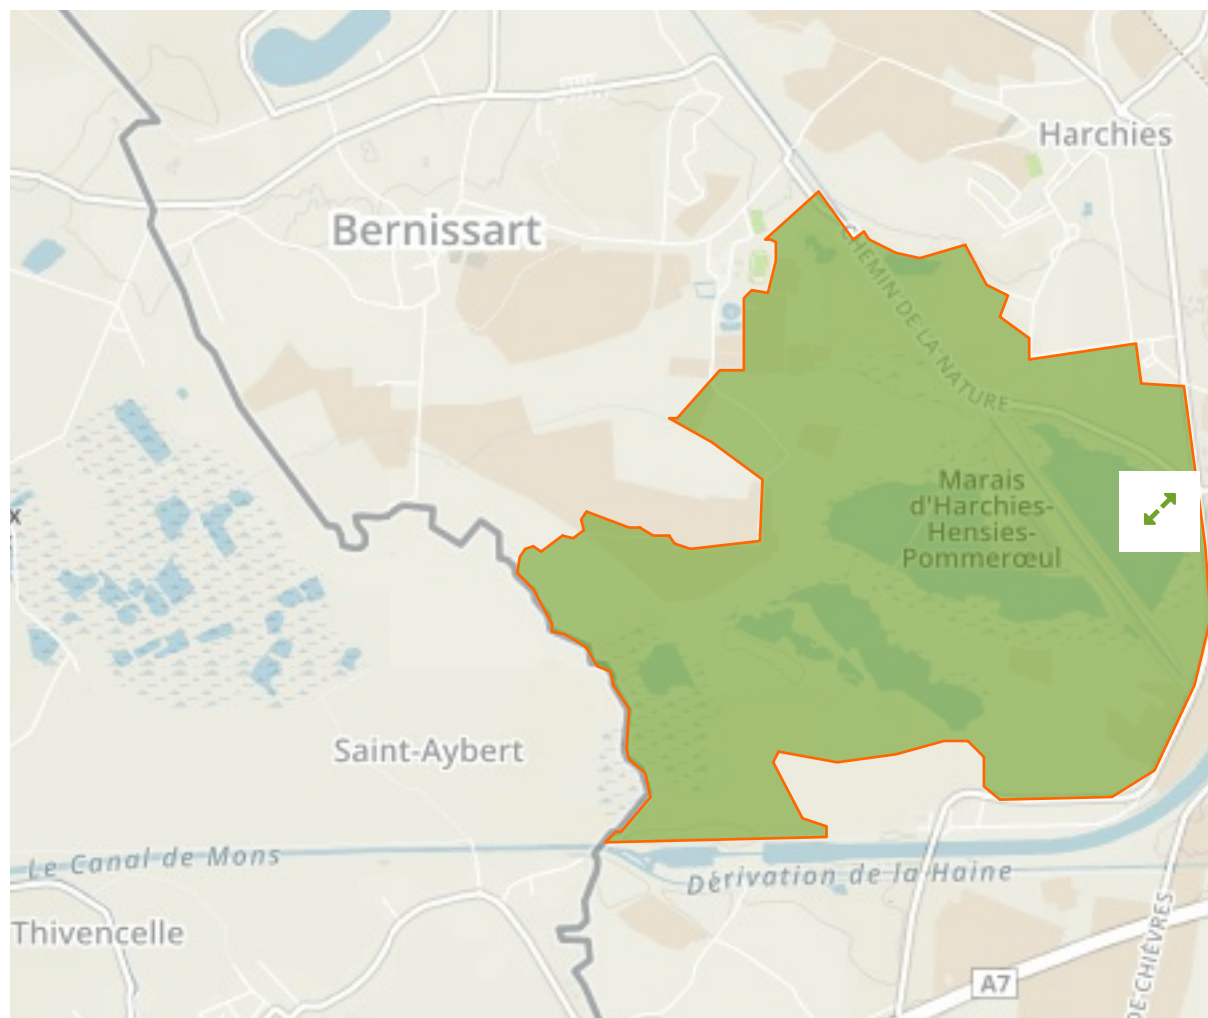 Harchies
Bernissart
CHEMIN DE LA NATURE
Marais
d'Harchies-
Hensies-
Pommerœul
x
Saint-Aybert
Le Canal de Mons
Dérivation de la Haine
Thivencelle
A7
DE CHIÈVRES